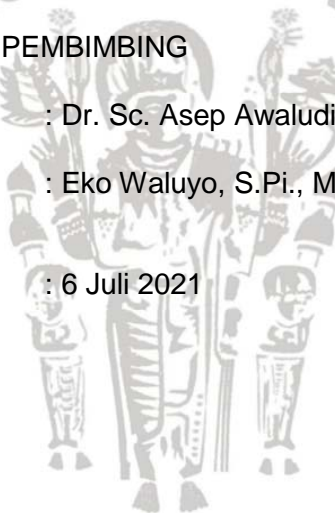 PEMBIMBING
: Dr. Sc. Asep Awaludi
: Eko Waluyo, S.Pi., M
: 6 Juli 2021